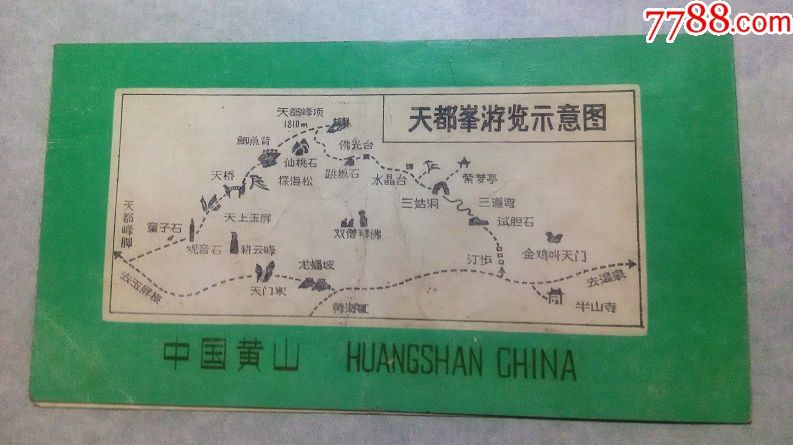 7788.com
天都峯游览示意图
天都峰顶
1810m
鲫鱼背
仙桃石
佛光台
跳板石
探海松
天桥
水晶台
紫梦亭
三姑洞
三道弯
试胆石
天都峰脚
童子石
天上玉屏
观音石
耕云峰
双僧拜佛
金鸡叫天门
汀步
龙蟠坡
天门坎
去玉屏楼
去温泉
半山寺
中国黄山 HUANGSHAN CHINA